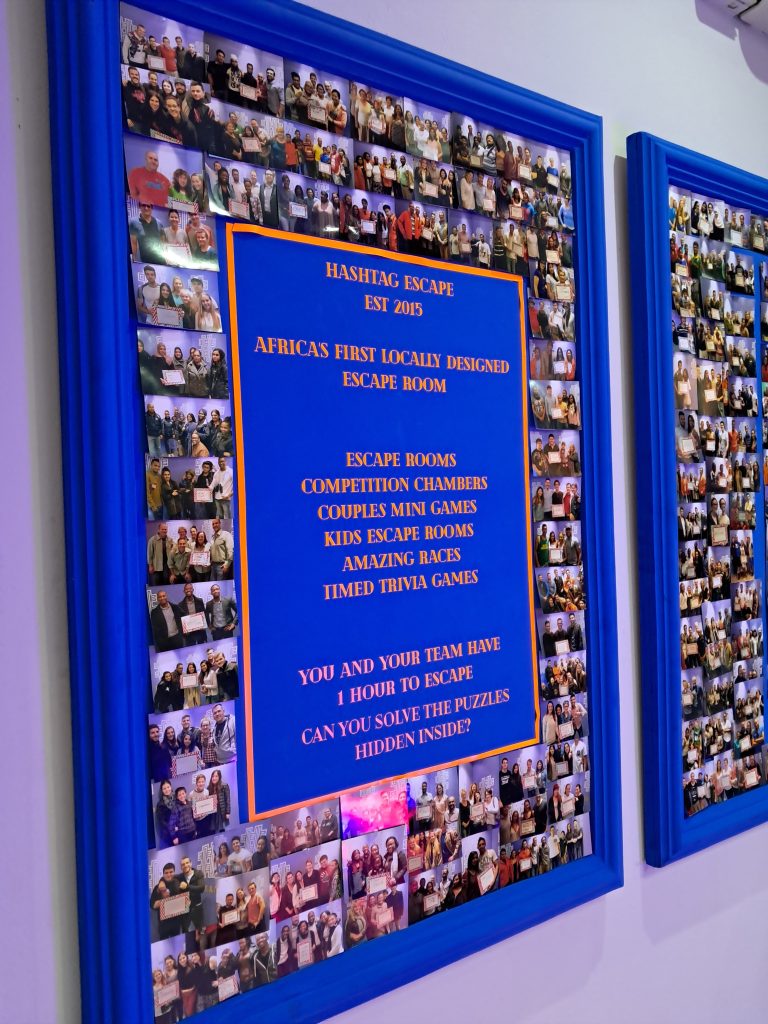 HASHTAG ESCAPE
EST 2015
AFRICA'S FIRST LOCALLY DESIGNED
ESCAPE ROOM
ESCAPE ROOMS
COMPETITION CHAMBERS
COUPLES MINI GAMES
KIDS ESCAPE ROOMS
AMAZING RACES
TIMED TRIVIA GAMES
YOU AND YOUR TEAM HAVE
1 HOUR TO ESCAPE
CAN YOU SOLVE THE PUZZLES
HIDDEN INSIDE?